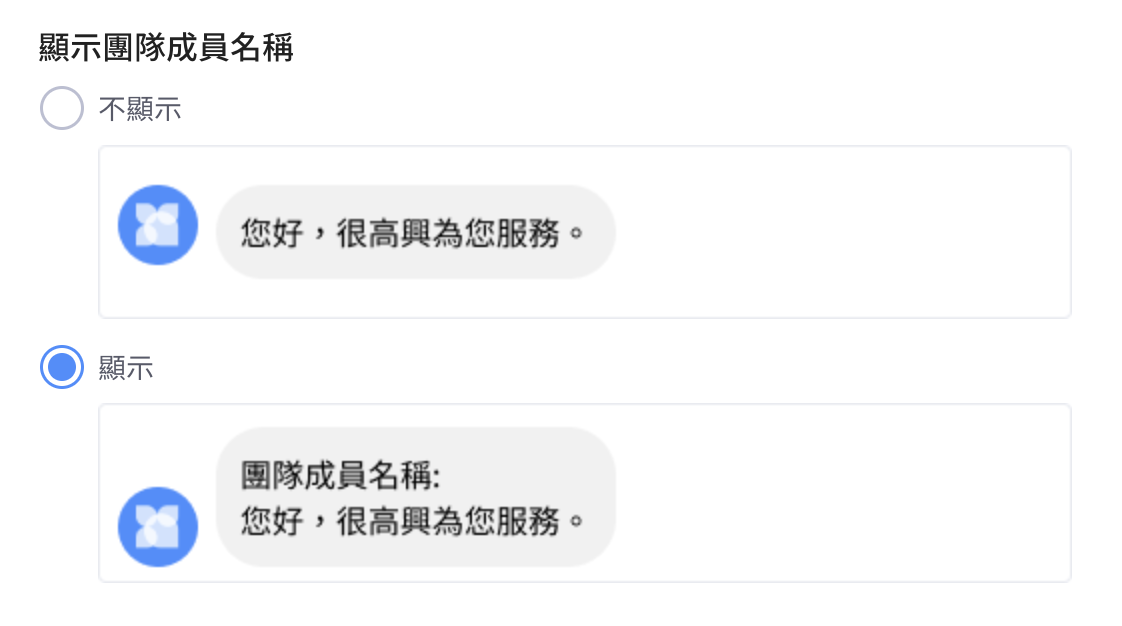 顯示團隊成員名稱
不顯示
您好，很高興為您服務。
顯示
團隊成員名稱:
您好，很高興為您服務。